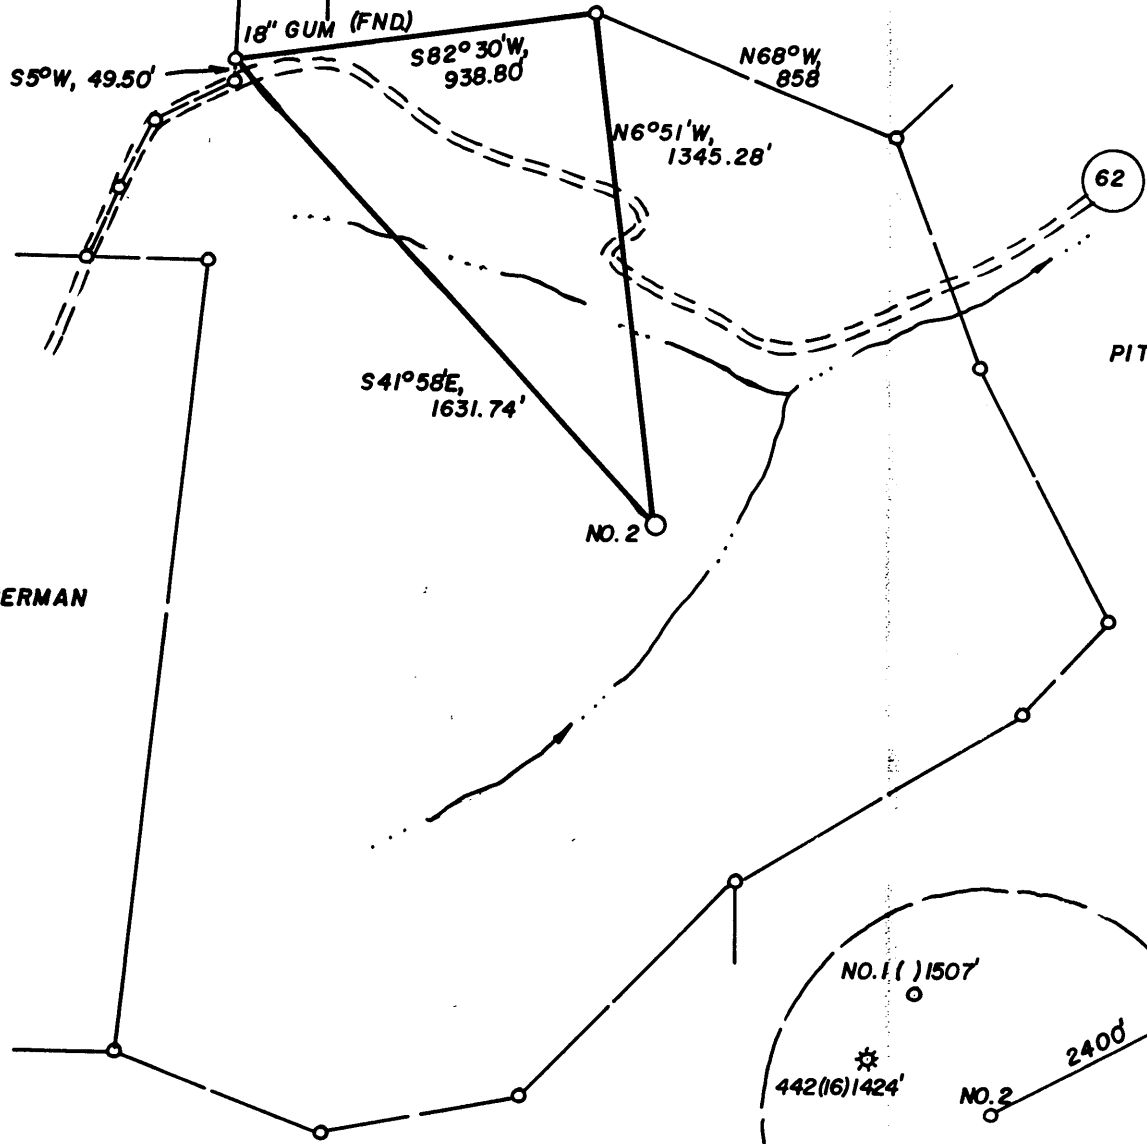 18" GUM (FND.)
S5°W, 49.50'
S82°30'W,
938.80'
N68°W,
858'
N6°51'W,
1345.28'
62
PIT
S41°58'E,
1631.74'
NO. 2
ERMAN
NO. 1 ( ) 1507'
442(16)1424'
2400'
NO. 2